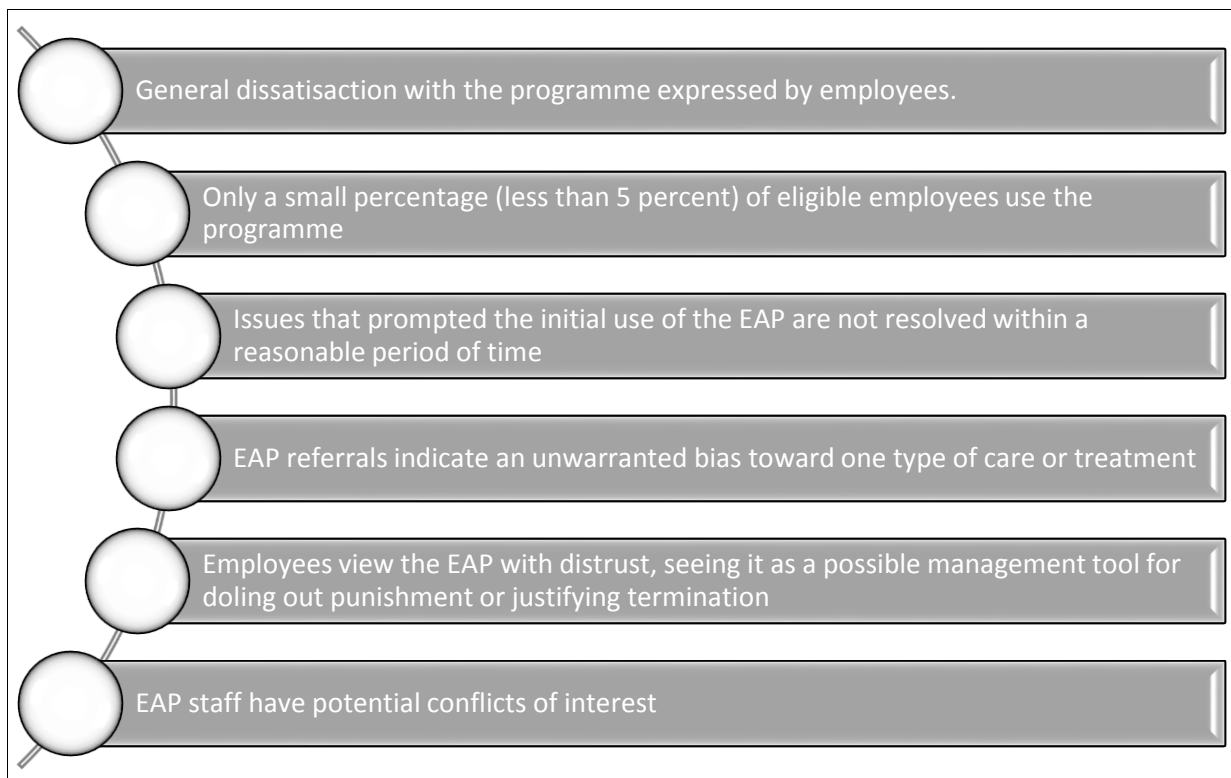 General dissatisaction with the programme expressed by employees.
Only a small percentage (less than 5 percent) of eligible employees use the
programme
Issues that prompted the initial use of the EAP are not resolved within a
reasonable period of time
EAP referrals indicate an unwarranted bias toward one type of care or treatment
Employees view the EAP with distrust, seeing it as a possible management tool for
doling out punishment or justifying termination
EAP staff have potential conflicts of interest